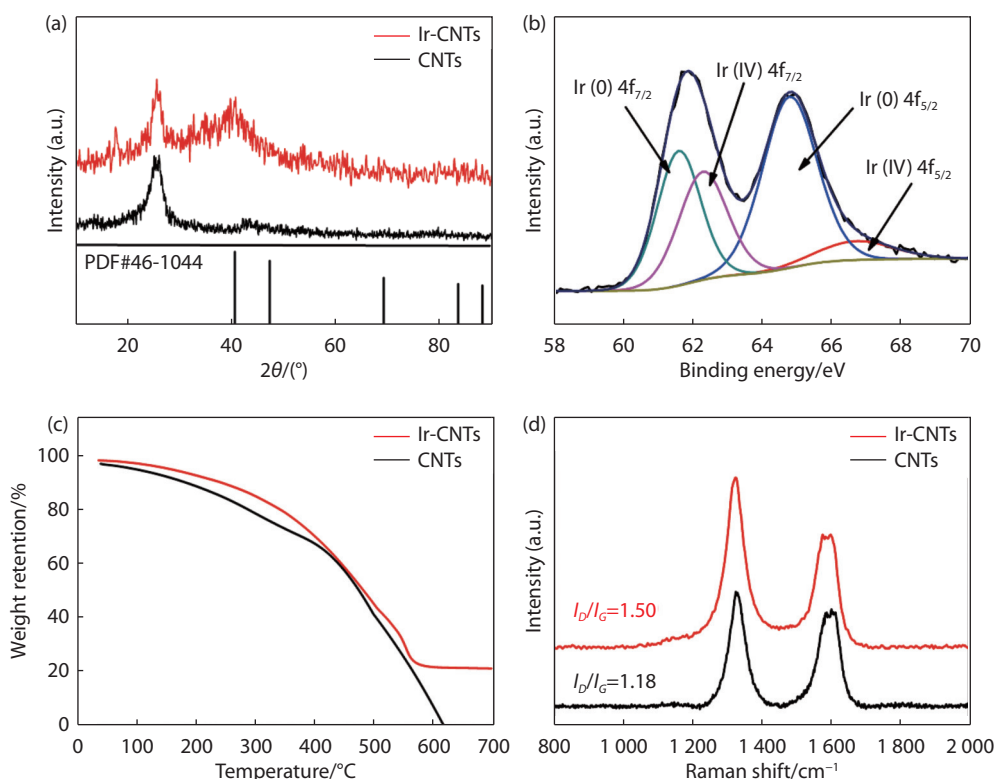 (a)
Ir-CNTs
CNTs
Intensity (a.u.)
PDF#46-1044
20 40 60 80
2θ/(°)
(b)
Ir (0) 4f7/2
Ir (IV) 4f7/2
Ir (0) 4f5/2
Ir (IV) 4f5/2
Intensity (a.u.)
58 60 62 64 66 68 70
Binding energy/eV
(c)
Ir-CNTs
CNTs
Weight retention/%
100
80
60
40
20
0
0 100 200 300 400 500 600 700
Temperature/°C
(d)
Ir-CNTs
CNTs
Intensity (a.u.)
ID/IG=1.50
ID/IG=1.18
800 1 000 1 200 1 400 1 600 1 800 2 000
Raman shift/cm−1